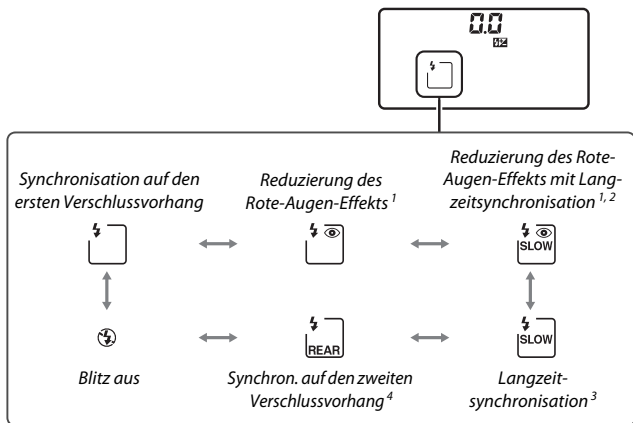 0.0
Synchronisation auf den
ersten Verschlussvorhang
Reduzierung des
Rote-Augen-Effekts 1
Reduzierung des Rote-
Augen-Effekts mit Lang-
zeitsynchronisation 1, 2
SLOW
REAR
SLOW
Blitz aus
Synchron. auf den zweiten
Verschlussvorhang 4
Langzeit-
synchronisation 3